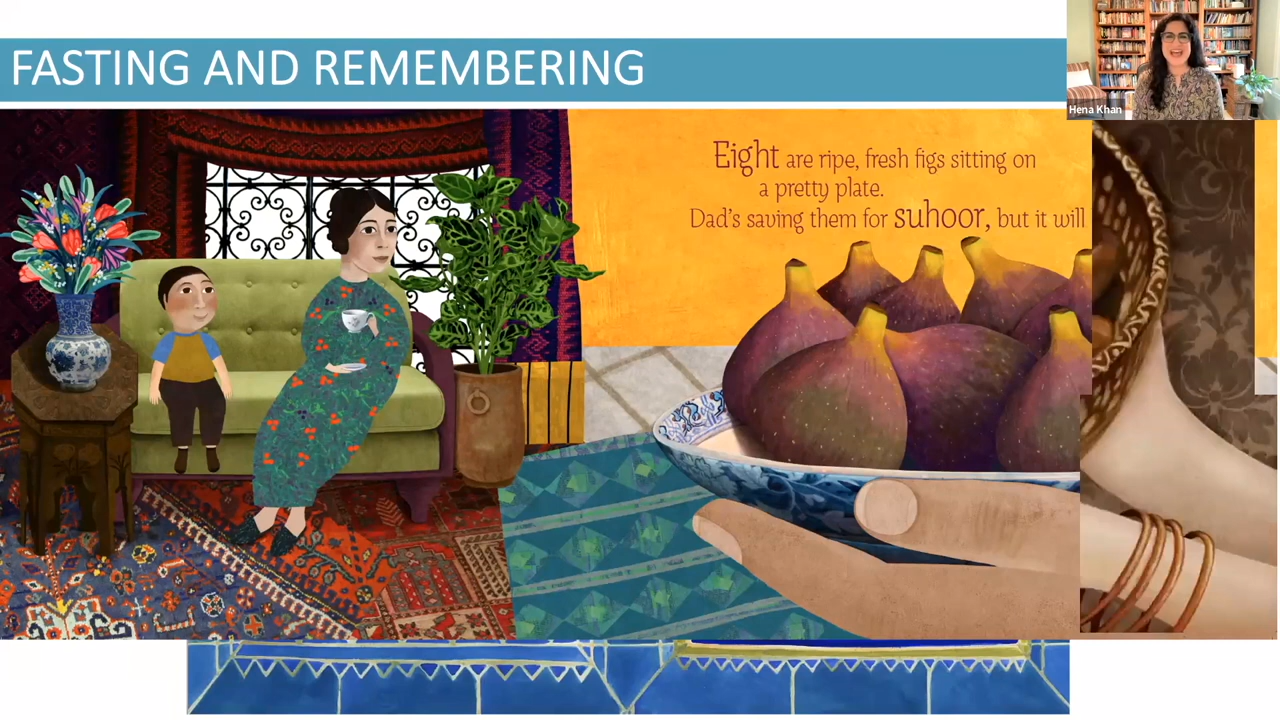 FASTING AND REMEMBERING
Hena Khan
Eight are ripe, fresh figs sitting on
a pretty plate.
Dad's saving them for suhoor, but it will